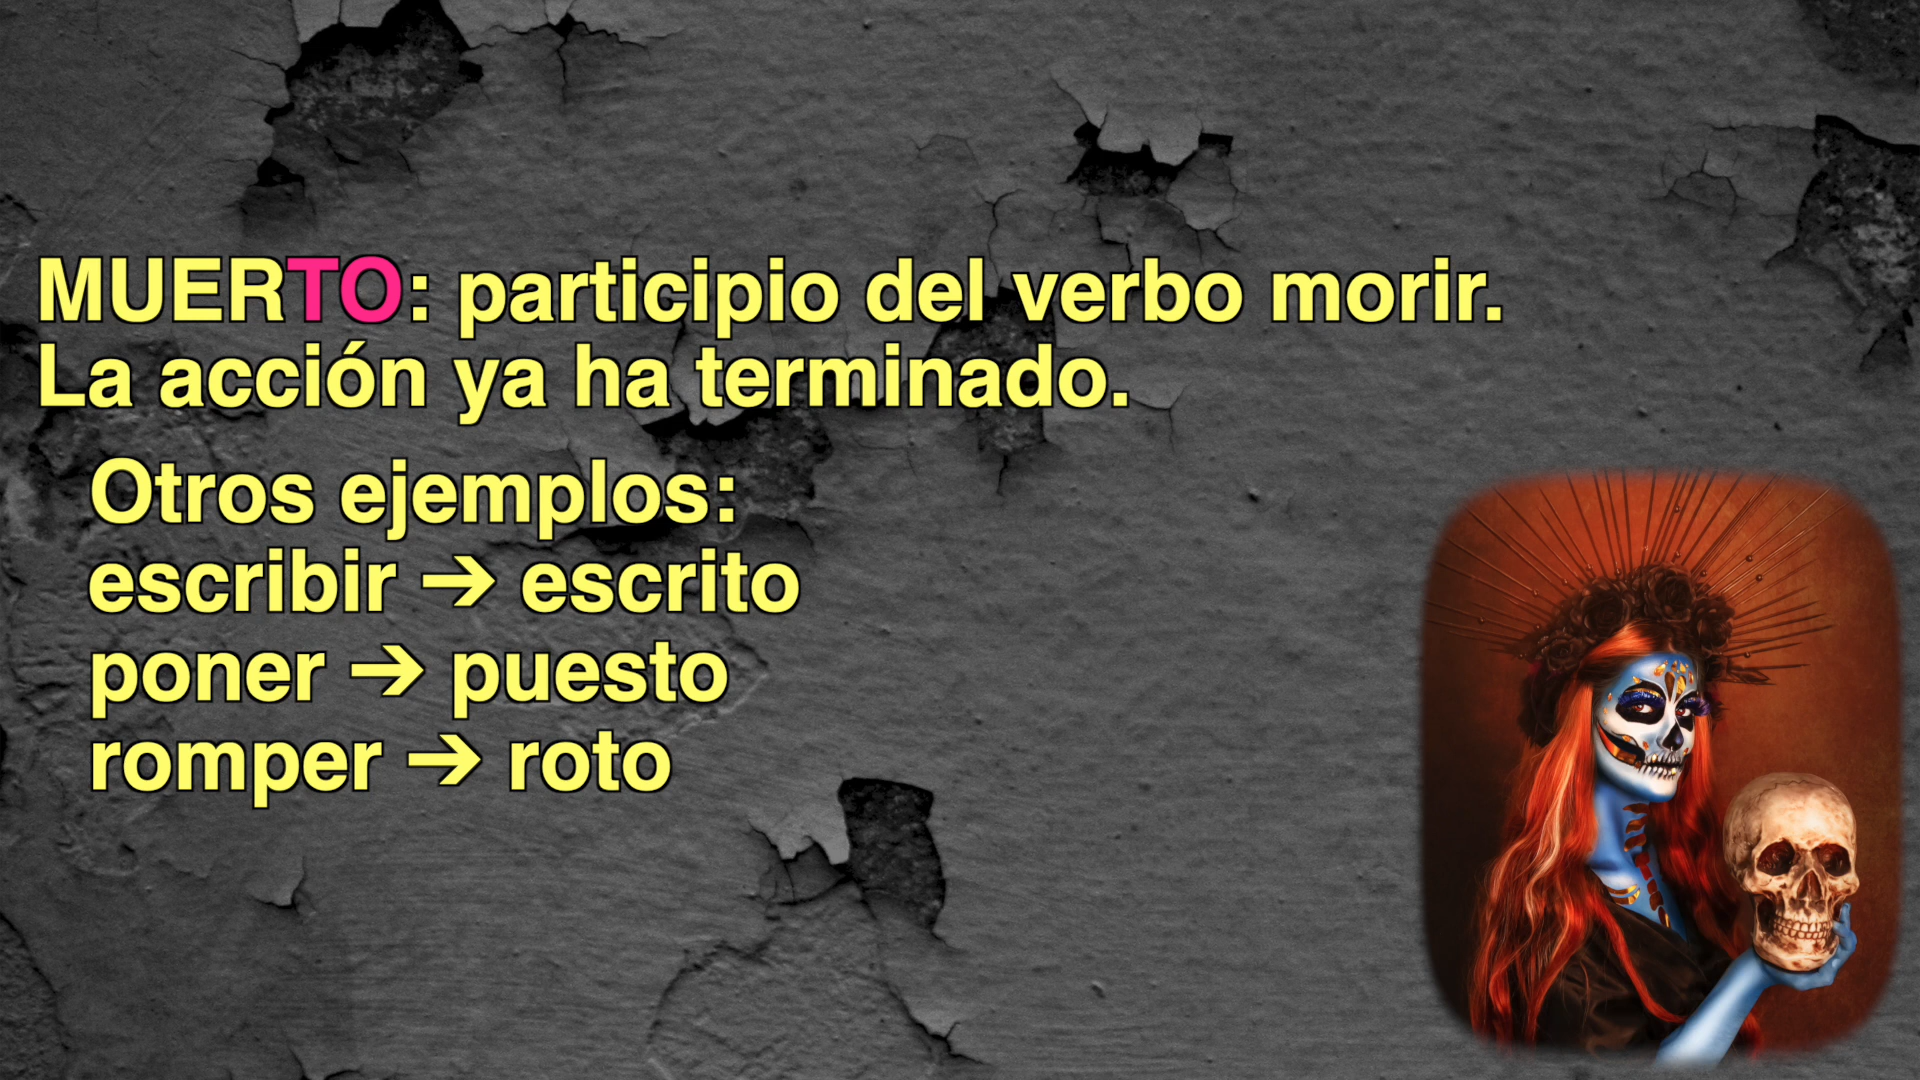 MUERTO: participio del verbo morir.
La acción ya ha terminado.
Otros ejemplos:
escribir → escrito
poner → puesto
romper → roto